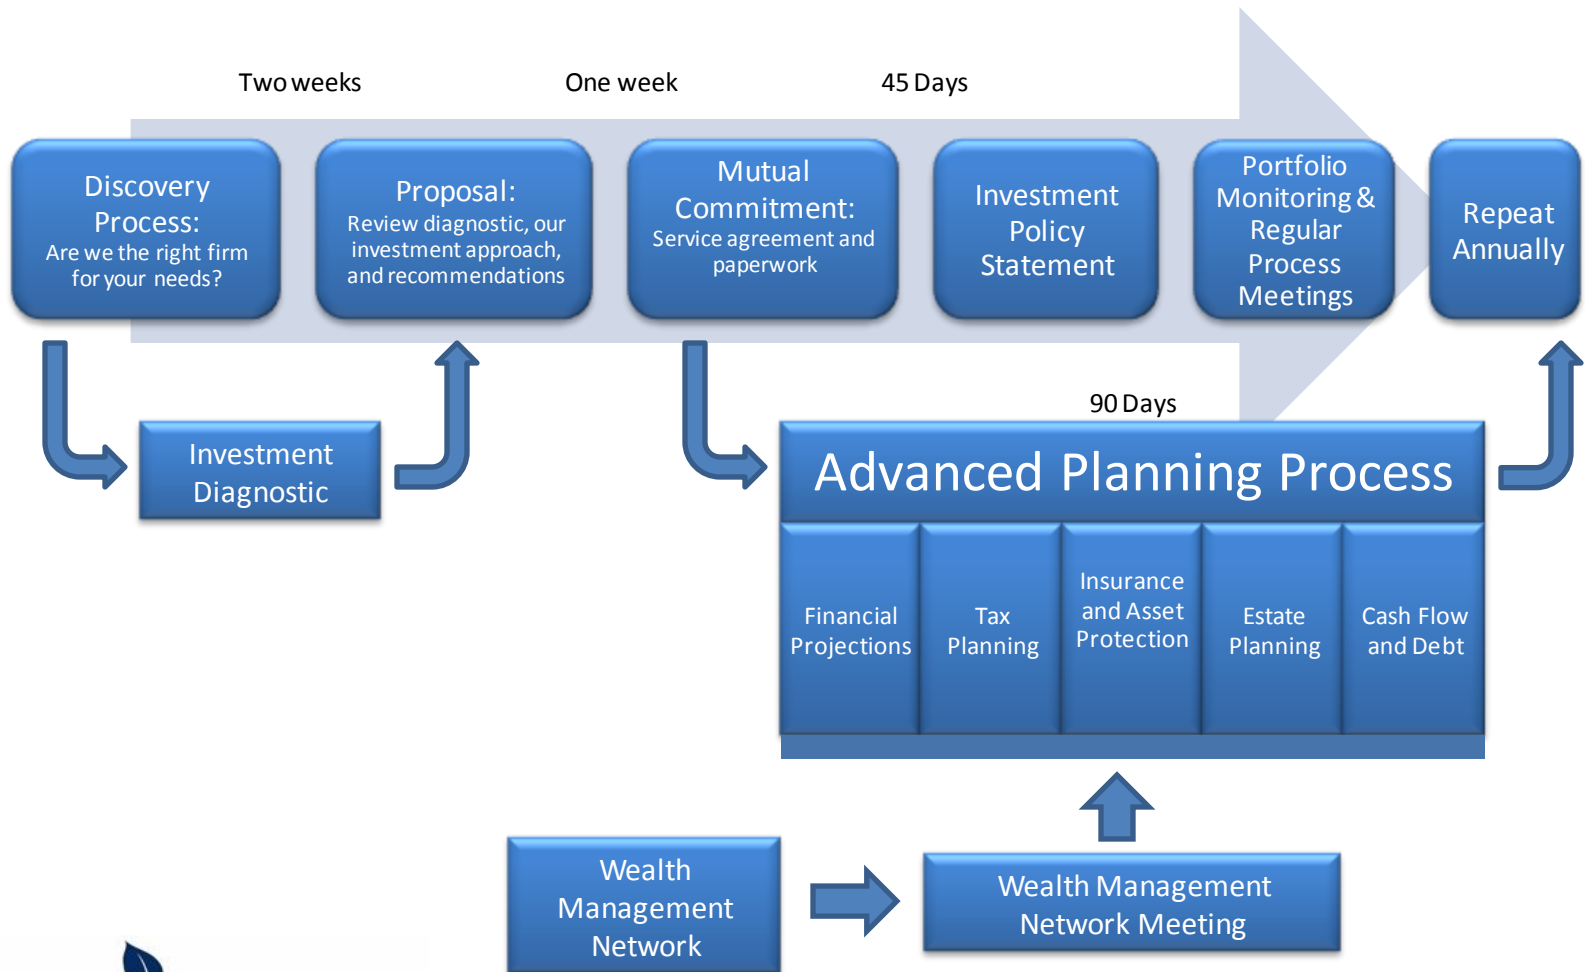 Two weeks
One week
45 Days
Discovery
Process:
Are we the right firm
for your needs?
Proposal:
Review diagnostic, our
investment approach,
and recommendations
Mutual
Commitment:
Service agreement and
paperwork
Investment
Policy
Statement
Portfolio
Monitoring &
Regular
Process
Meetings
Repeat
Annually
Investment
Diagnostic
90 Days
Advanced Planning Process
Financial
Projections
Tax
Planning
Insurance
and Asset
Protection
Estate
Planning
Cash Flow
and Debt
Wealth
Management
Network
Wealth Management
Network Meeting